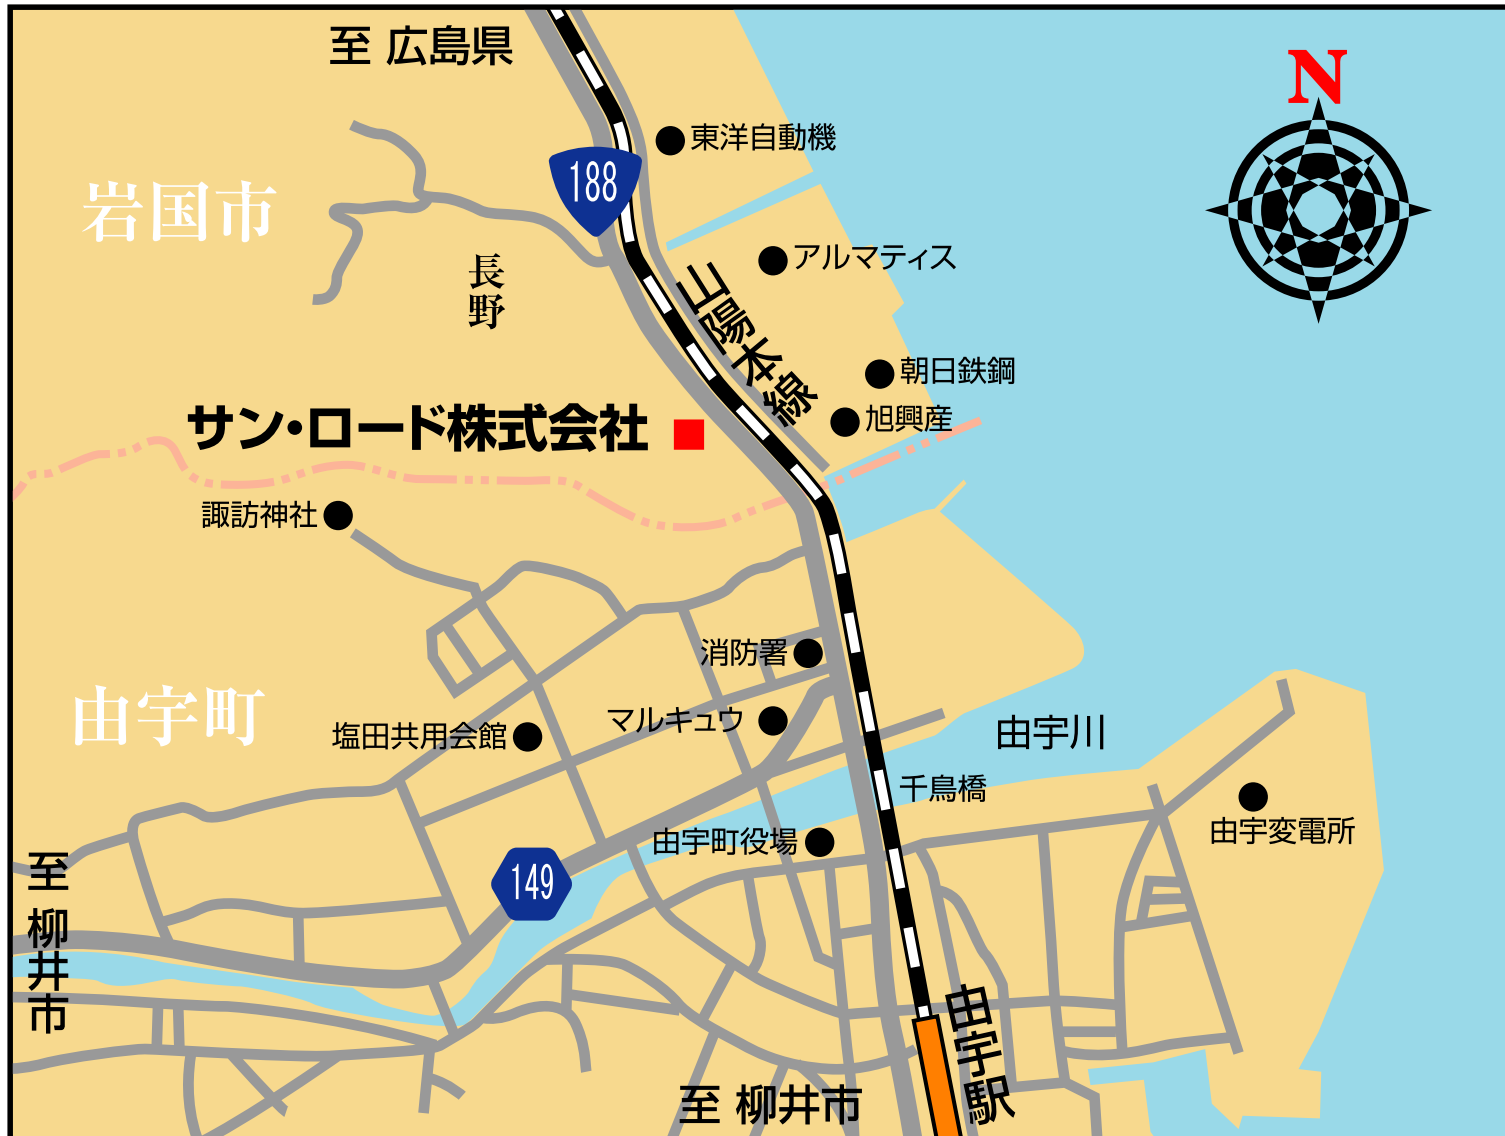 至 広島県
N
東洋自動機
188
岩国市
長野
アルマティス
山陽本線
朝日鉄鋼
サン・ロード株式会社
旭興産
諏訪神社
消防署
由宇町
マルキュウ
塩田共用会館
由宇川
千鳥橋
由宇町役場
由宇変電所
149
至 柳井市
由宇駅
至 柳井市